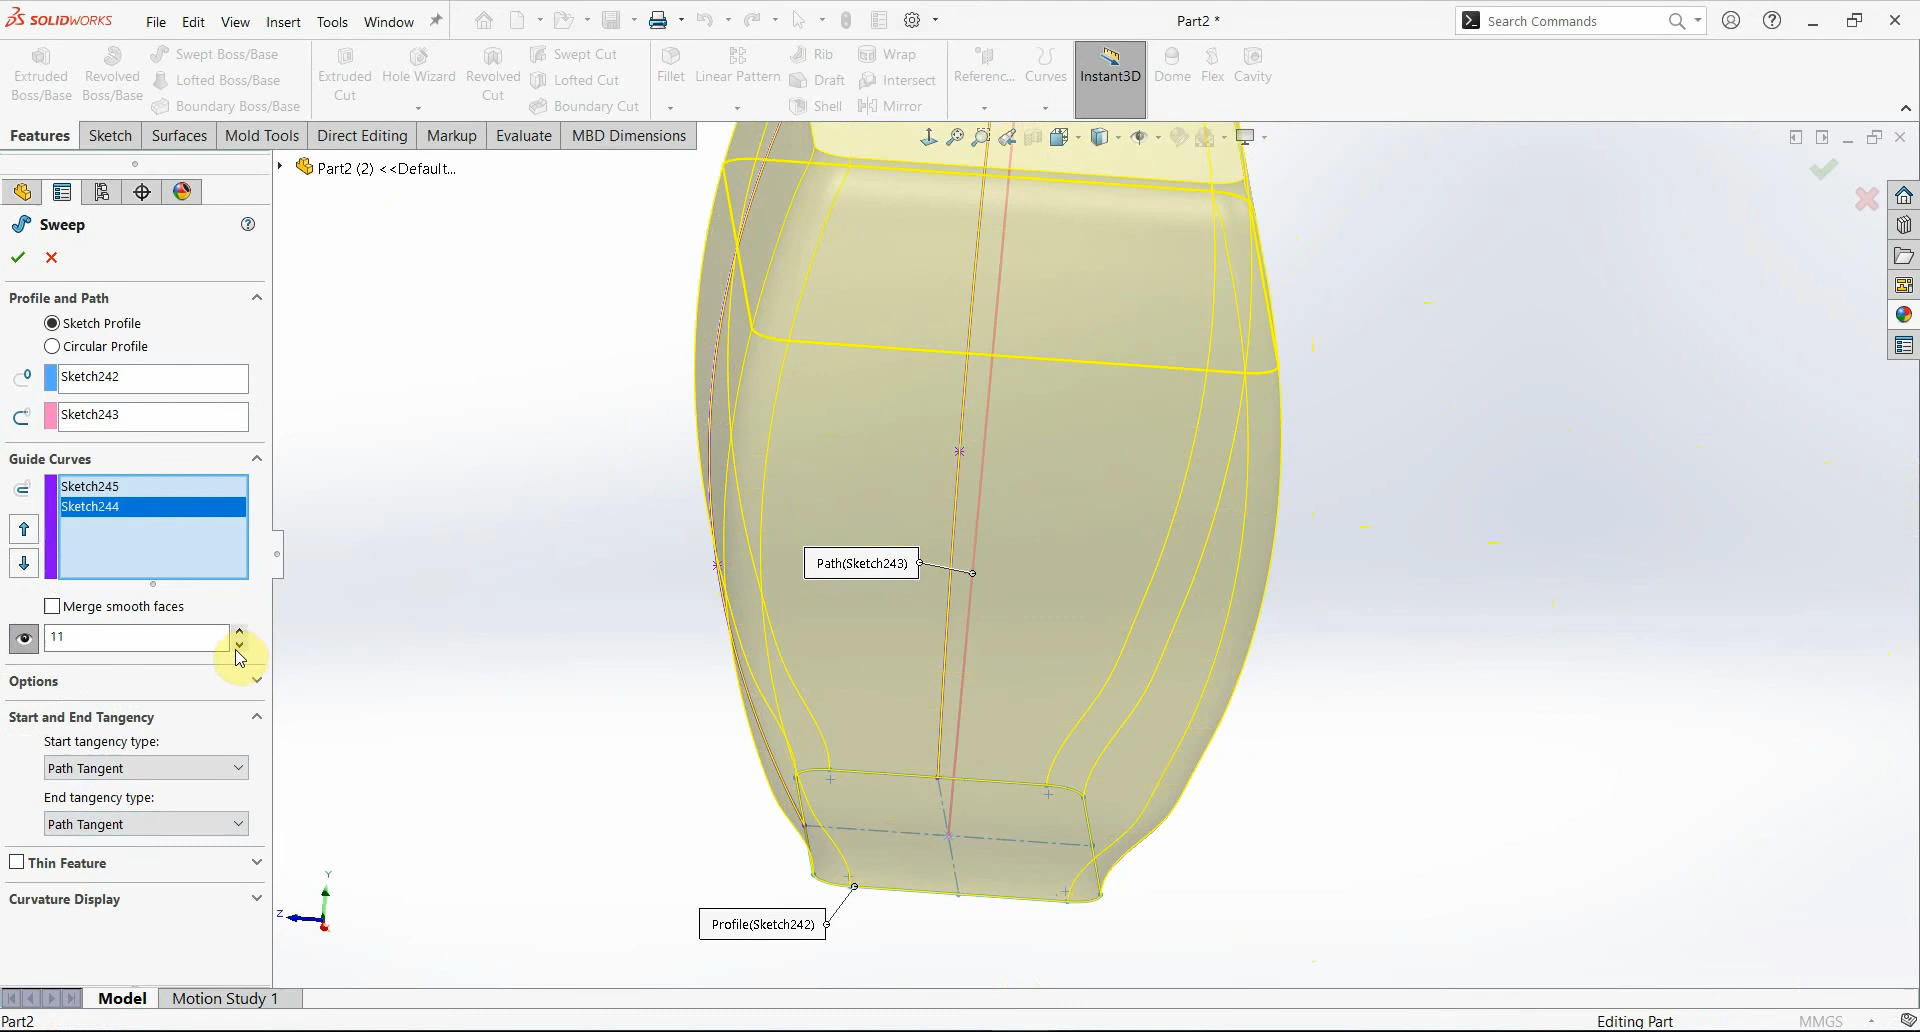 SOLIDWORKS
File Edit View Insert Tools Window
Part2 *
Search Commands
Extruded Boss/Base
Revolved Boss/Base
Swept Boss/Base
Lofted Boss/Base
Boundary Boss/Base
Extruded Cut
Hole Wizard
Revolved Cut
Swept Cut
Lofted Cut
Boundary Cut
Fillet
Linear Pattern
Rib
Draft
Shell
Wrap
Intersect
Mirror
Referenc...
Curves
Instant3D
Dome
Flex
Cavity
Features Sketch Surfaces Mold Tools Direct Editing Markup Evaluate MBD Dimensions
Part2 (2) <<Default...
Sweep
Profile and Path
Sketch Profile
Circular Profile
Sketch242
Sketch243
Guide Curves
Sketch245
Sketch244
Merge smooth faces
11
Options
Start and End Tangency
Start tangency type:
Path Tangent
End tangency type:
Path Tangent
Thin Feature
Curvature Display
Path(Sketch243)
Profile(Sketch242)
Y
Z
Model Motion Study 1
Part2
Editing Part
MMGS